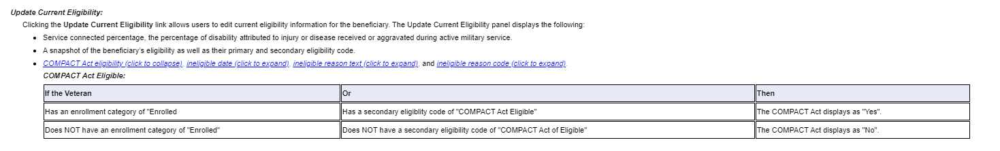 Update Current Eligibility:
Clicking the Update Current Eligibility link allows users to edit current eligibility information for the beneficiary. The Update Current Eligibility panel displays the following:
• Service connected percentage, the percentage of disability attributed to injury or disease received or aggravated during active military service.
• A snapshot of the beneficiary's eligibility as well as their primary and secondary eligibility code.
• COMPACT Act eligibility (click to collapse), ineligible date (click to expand), ineligible reason text (click to expand), and ineligible reason code (click to expand).
COMPACT Act Eligible:
If the Veteran Or Then
Has an enrollment category of "Enrolled Has a secondary eligiblity code of "COMPACT Act Eligible" The COMPACT Act displays as "Yes".
Does NOT have an enrollment category of "Enrolled" Does NOT have a secondary eligibility code of "COMPACT Act of Eligible" The COMPACT Act displays as "No".